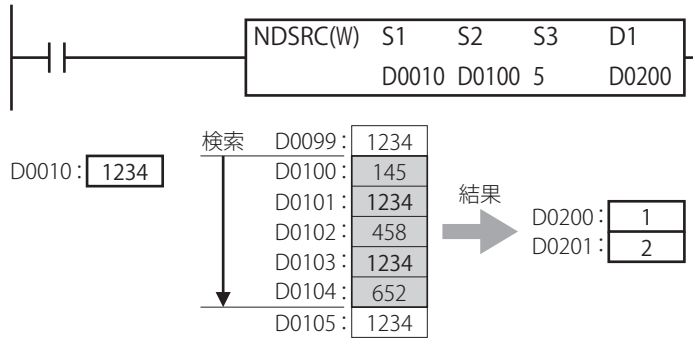 NDSRC(W) S1 S2 S3 D1
D0010 D0100 5 D0200
検索
D0010: 1234
D0099: 1234
D0100: 145
D0101: 1234
D0102: 458
D0103: 1234
D0104: 652
D0105: 1234
結果
D0200: 1
D0201: 2